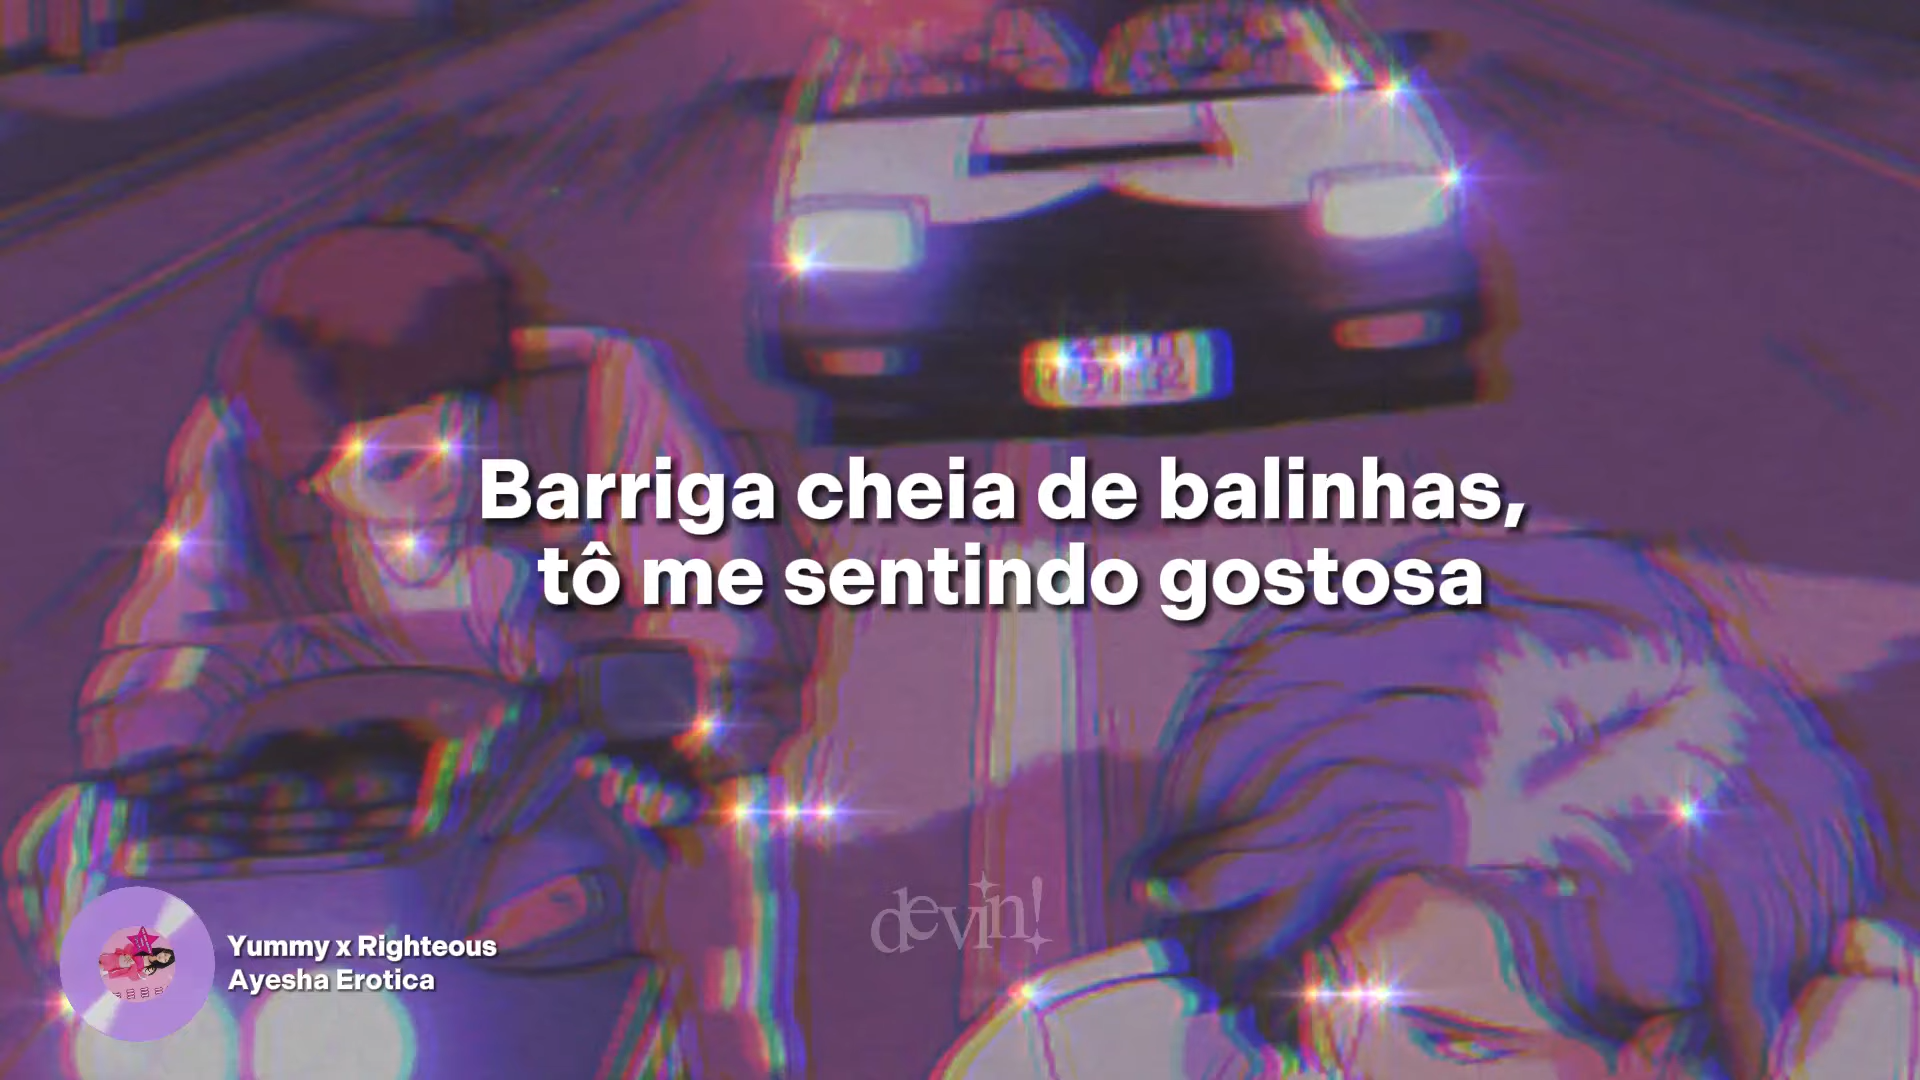 Barriga cheia de balinhas,
tô me sentindo gostosa
devin!
Yummy x Righteous
Ayesha Erotica